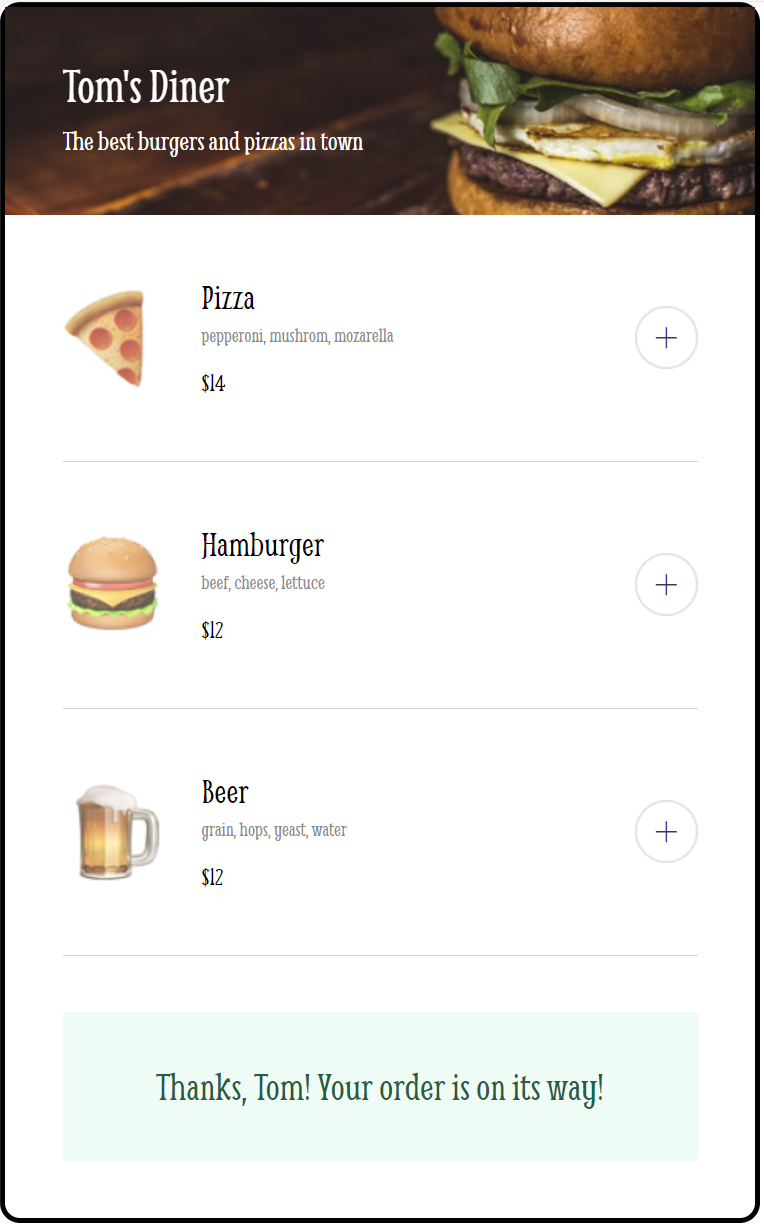 Tom's Diner
The best burgers and pizzas in town
Pizza
pepperoni, mushrom, mozarella
$14
Hamburger
beef, cheese, lettuce
$12
Beer
grain, hops, yeast, water
$12
Thanks, Tom! Your order is on its way!